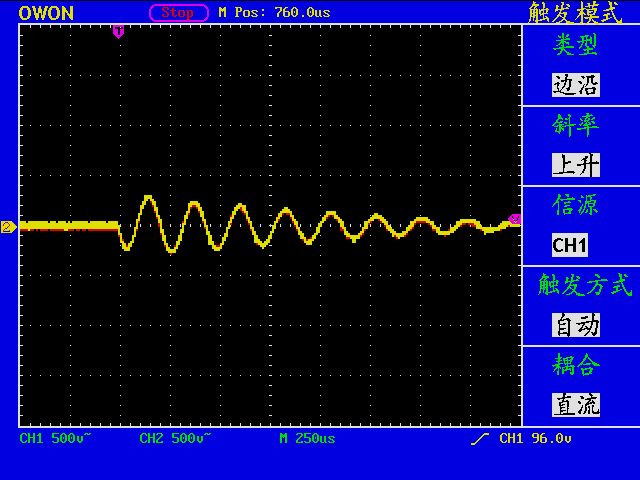 OWON Stop M Pos: 760.0us 触发模式
T
类型
边沿
斜率
上升
信源
CH1
触发方式
自动
耦合
直流
2
CH1 500v~ CH2 500v~ M 250us CH1 96.0v